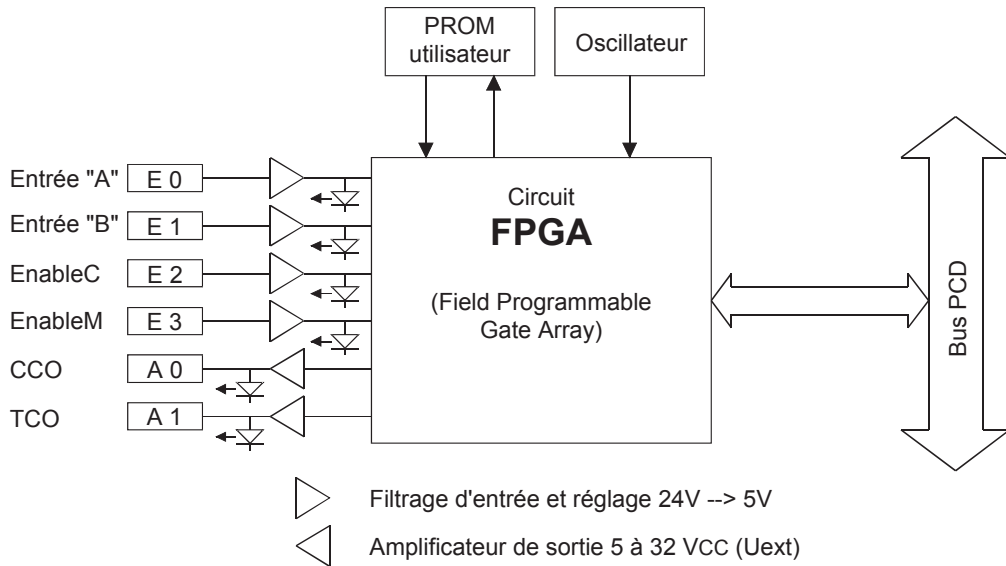 PROM
utilisateur
Oscillateur
Entrée "A" E 0
Entrée "B" E 1
EnableC E 2
EnableM E 3
CCO A 0
TCO A 1
Circuit
FPGA
(Field Programmable
Gate Array)
Bus PCD
Filtrage d'entrée et réglage 24V --> 5V
Amplificateur de sortie 5 à 32 VCC (Uext)